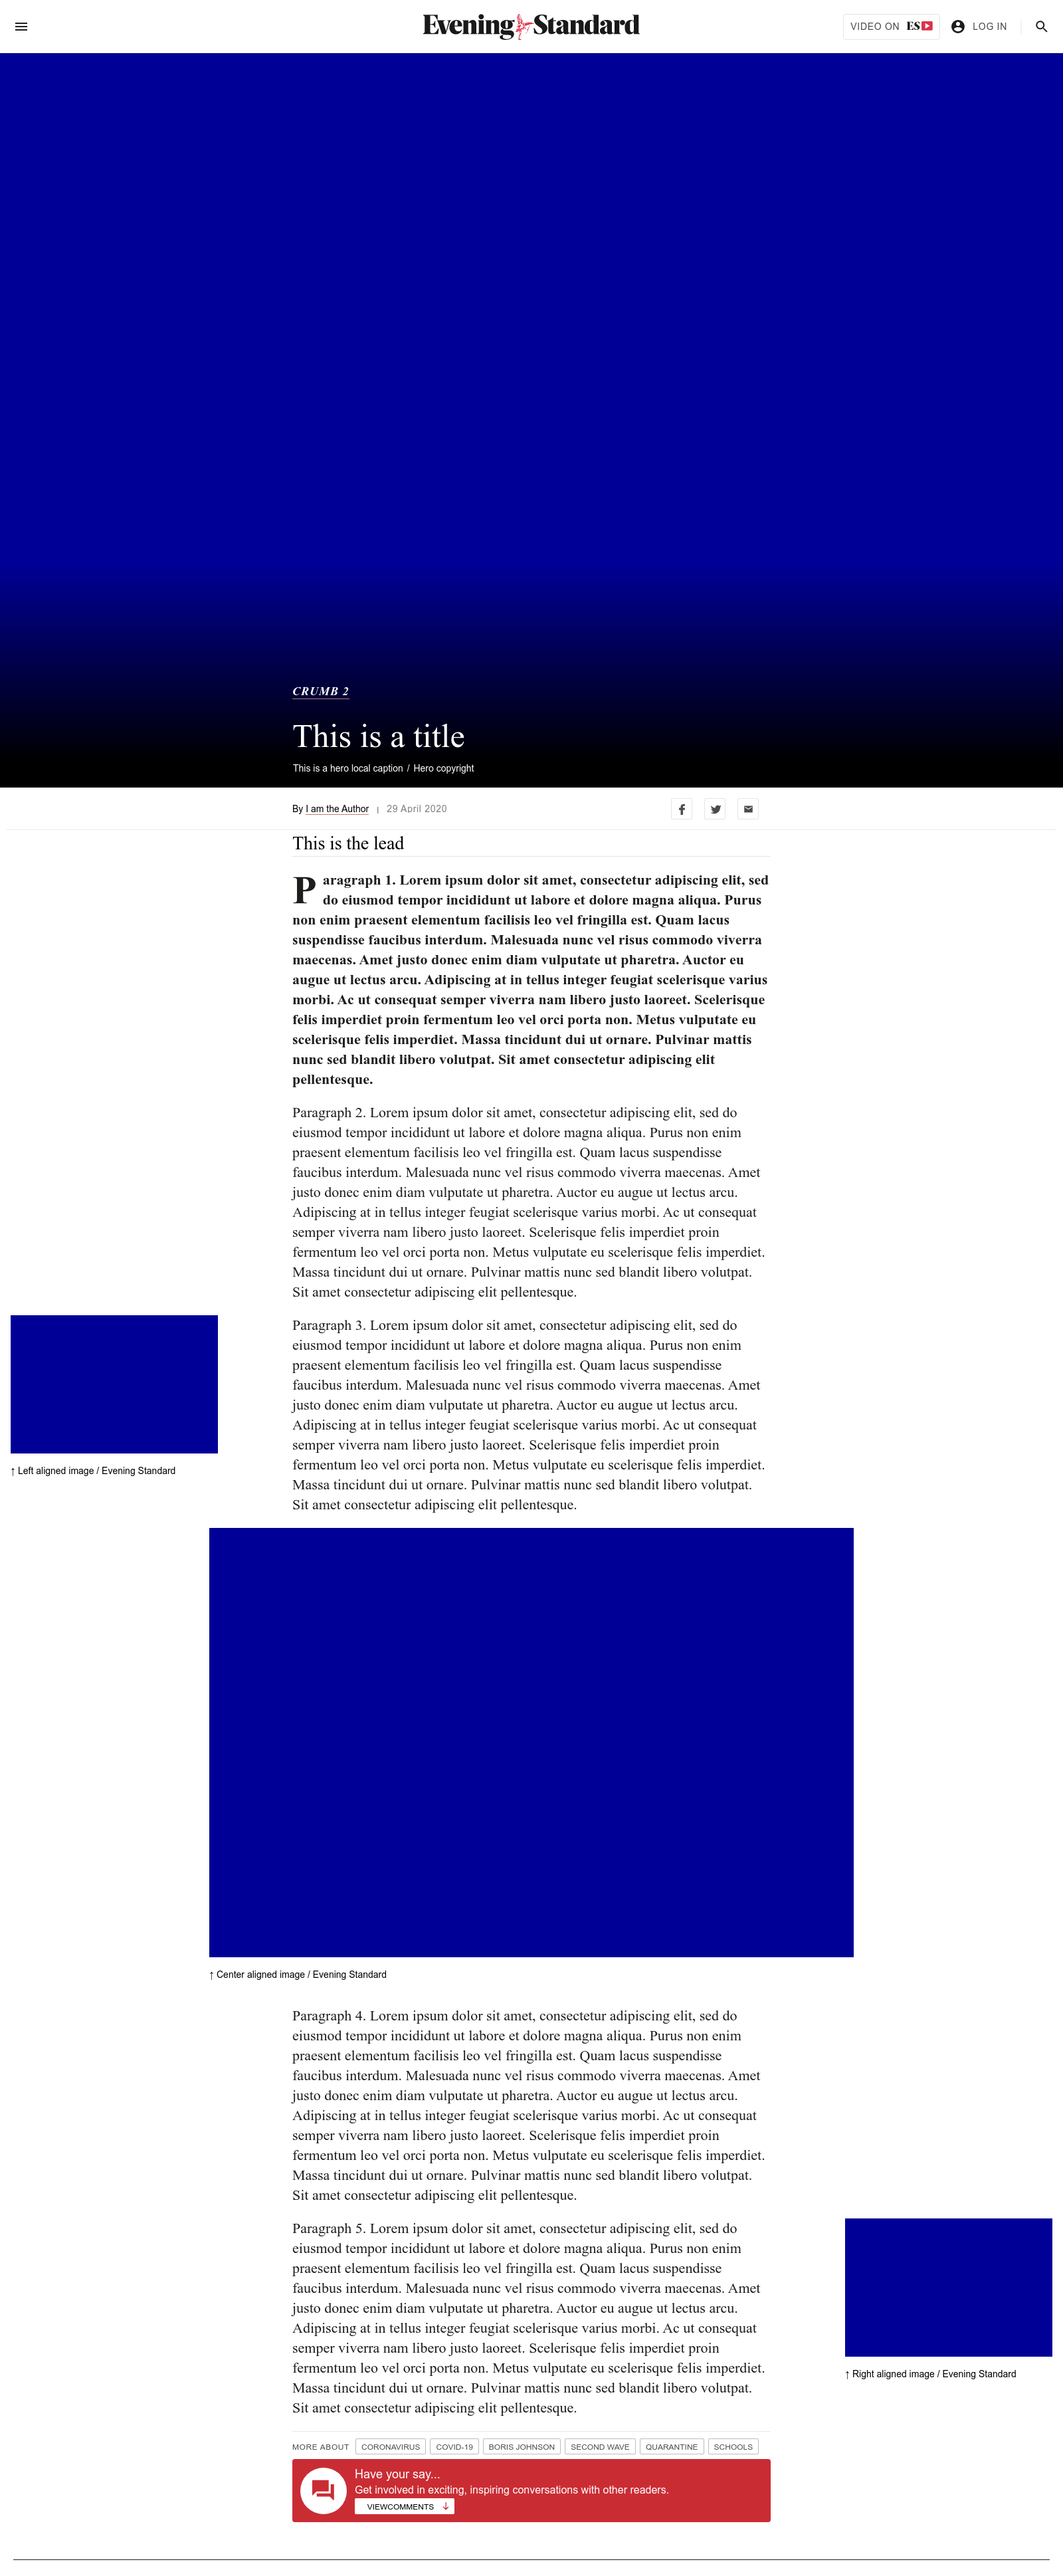 Evening Standard
VIDEO ON ES
LOG IN
CRUMB 2
This is a title
This is a hero local caption / Hero copyright
By I am the Author | 29 April 2020
This is the lead
Paragraph 1. Lorem ipsum dolor sit amet, consectetur adipiscing elit, sed
do eiusmod tempor incididunt ut labore et dolore magna aliqua. Purus
non enim praesent elementum facilisis leo vel fringilla est. Quam lacus
suspendisse faucibus interdum. Malesuada nunc vel risus commodo viverra
maecenas. Amet justo donec enim diam vulputate ut pharetra. Auctor eu
augue ut lectus arcu. Adipiscing at in tellus integer feugiat scelerisque varius
morbi. Ac ut consequat semper viverra nam libero justo laoreet. Scelerisque
felis imperdiet proin fermentum leo vel orci porta non. Metus vulputate eu
scelerisque felis imperdiet. Massa tincidunt dui ut ornare. Pulvinar mattis
nunc sed blandit libero volutpat. Sit amet consectetur adipiscing elit
pellentesque.
Paragraph 2. Lorem ipsum dolor sit amet, consectetur adipiscing elit, sed do
eiusmod tempor incididunt ut labore et dolore magna aliqua. Purus non enim
praesent elementum facilisis leo vel fringilla est. Quam lacus suspendisse
faucibus interdum. Malesuada nunc vel risus commodo viverra maecenas. Amet
justo donec enim diam vulputate ut pharetra. Auctor eu augue ut lectus arcu.
Adipiscing at in tellus integer feugiat scelerisque varius morbi. Ac ut consequat
semper viverra nam libero justo laoreet. Scelerisque felis imperdiet proin
fermentum leo vel orci porta non. Metus vulputate eu scelerisque felis imperdiet.
Massa tincidunt dui ut ornare. Pulvinar mattis nunc sed blandit libero volutpat.
Sit amet consectetur adipiscing elit pellentesque.
Paragraph 3. Lorem ipsum dolor sit amet, consectetur adipiscing elit, sed do
eiusmod tempor incididunt ut labore et dolore magna aliqua. Purus non enim
praesent elementum facilisis leo vel fringilla est. Quam lacus suspendisse
faucibus interdum. Malesuada nunc vel risus commodo viverra maecenas. Amet
justo donec enim diam vulputate ut pharetra. Auctor eu augue ut lectus arcu.
Adipiscing at in tellus integer feugiat scelerisque varius morbi. Ac ut consequat
semper viverra nam libero justo laoreet. Scelerisque felis imperdiet proin
fermentum leo vel orci porta non. Metus vulputate eu scelerisque felis imperdiet.
Massa tincidunt dui ut ornare. Pulvinar mattis nunc sed blandit libero volutpat.
Sit amet consectetur adipiscing elit pellentesque.
↑ Left aligned image / Evening Standard
↑ Center aligned image / Evening Standard
Paragraph 4. Lorem ipsum dolor sit amet, consectetur adipiscing elit, sed do
eiusmod tempor incididunt ut labore et dolore magna aliqua. Purus non enim
praesent elementum facilisis leo vel fringilla est. Quam lacus suspendisse
faucibus interdum. Malesuada nunc vel risus commodo viverra maecenas. Amet
justo donec enim diam vulputate ut pharetra. Auctor eu augue ut lectus arcu.
Adipiscing at in tellus integer feugiat scelerisque varius morbi. Ac ut consequat
semper viverra nam libero justo laoreet. Scelerisque felis imperdiet proin
fermentum leo vel orci porta non. Metus vulputate eu scelerisque felis imperdiet.
Massa tincidunt dui ut ornare. Pulvinar mattis nunc sed blandit libero volutpat.
Sit amet consectetur adipiscing elit pellentesque.
Paragraph 5. Lorem ipsum dolor sit amet, consectetur adipiscing elit, sed do
eiusmod tempor incididunt ut labore et dolore magna aliqua. Purus non enim
praesent elementum facilisis leo vel fringilla est. Quam lacus suspendisse
faucibus interdum. Malesuada nunc vel risus commodo viverra maecenas. Amet
justo donec enim diam vulputate ut pharetra. Auctor eu augue ut lectus arcu.
Adipiscing at in tellus integer feugiat scelerisque varius morbi. Ac ut consequat
semper viverra nam libero justo laoreet. Scelerisque felis imperdiet proin
fermentum leo vel orci porta non. Metus vulputate eu scelerisque felis imperdiet.
Massa tincidunt dui ut ornare. Pulvinar mattis nunc sed blandit libero volutpat.
Sit amet consectetur adipiscing elit pellentesque.
↑ Right aligned image / Evening Standard
MORE ABOUT CORONAVIRUS COVID-19 BORIS JOHNSON SECOND WAVE QUARANTINE SCHOOLS
Have your say...
Get involved in exciting, inspiring conversations with other readers.
VIEWCOMMENTS ↓